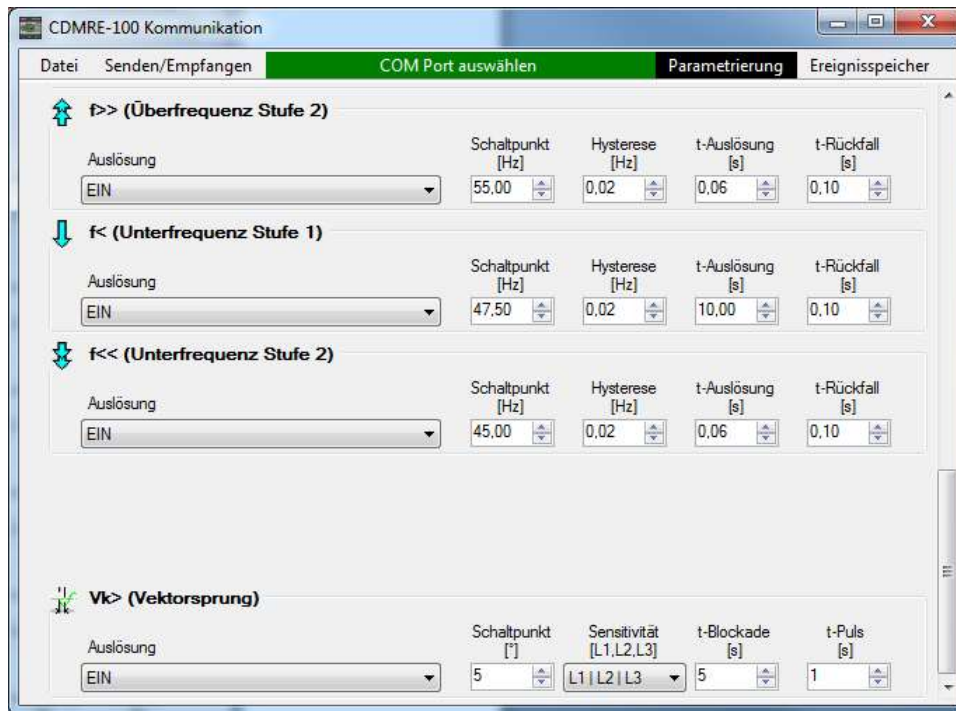 CDMRE-100 Kommunikation
Datei Senden/Empfangen COM Port auswählen Parametrierung Ereignisspeicher
f>> (Überfrequenz Stufe 2)
Schaltpunkt Hysterese t-Auslösung t-Rückfall
Auslösung [Hz] [Hz] [s] [s]
EIN 55,00 0,02 0,06 0,10
f< (Unterfrequenz Stufe 1)
Schaltpunkt Hysterese t-Auslösung t-Rückfall
Auslösung [Hz] [Hz] [s] [s]
EIN 47,50 0,02 10,00 0,10
f<< (Unterfrequenz Stufe 2)
Schaltpunkt Hysterese t-Auslösung t-Rückfall
Auslösung [Hz] [Hz] [s] [s]
EIN 45,00 0,02 0,06 0,10
Vk> (Vektorsprung)
Schaltpunkt Sensitivität t-Blockade t-Puls
Auslösung [°] [L1,L2,L3] [s] [s]
EIN 5 L1 | L2 | L3 5 1